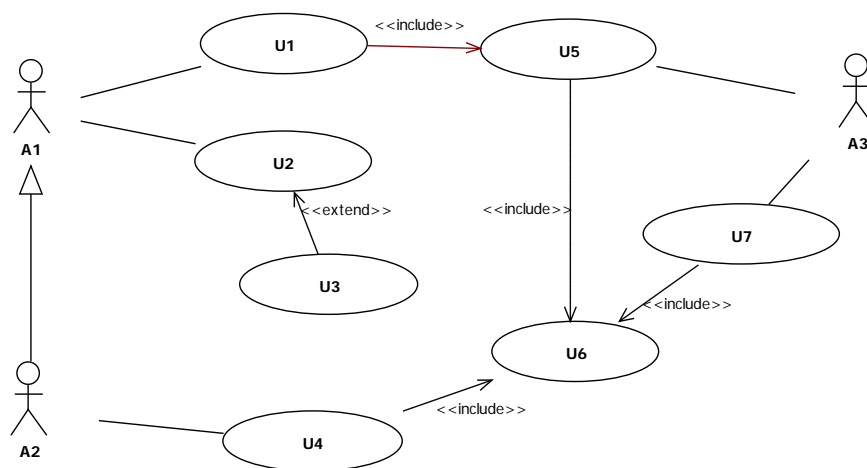 <<include>>
U1
U5
A1
A3
U2
<<extend>>
<<include>>
U7
U3
<<include>>
U6
<<include>>
A2
U4